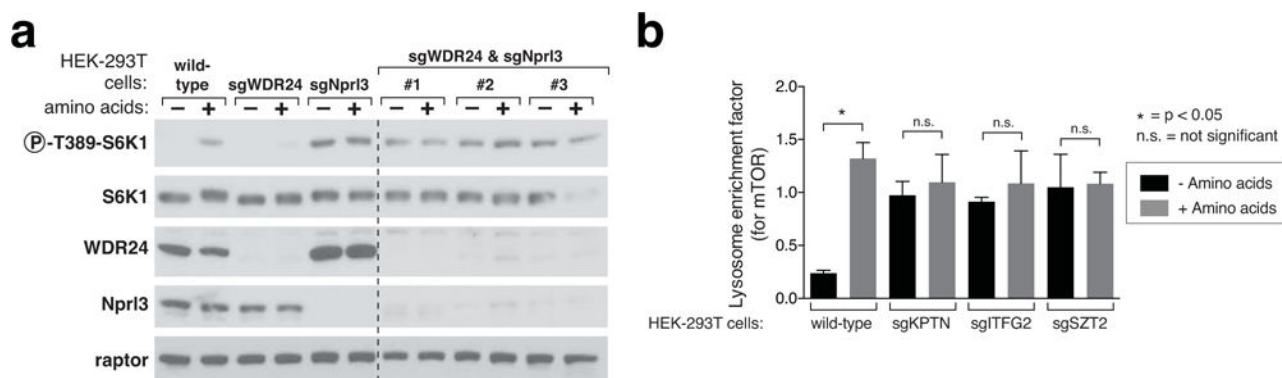 a
HEK-293T cells:
wild-type
sgWDR24
sgNprl3
sgWDR24 & sgNprl3
#1
#2
#3
amino acids:
− + − + − + − + − + − +
Ⓟ-T389-S6K1
S6K1
WDR24
Nprl3
raptor
b
Lysosome enrichment factor
(for mTOR)
2.0
1.5
1.0
0.5
0.0
*
n.s.
n.s.
n.s.
* = p < 0.05
n.s. = not significant
- Amino acids
+ Amino acids
HEK-293T cells:
wild-type
sgKPTN
sgITFG2
sgSZT2